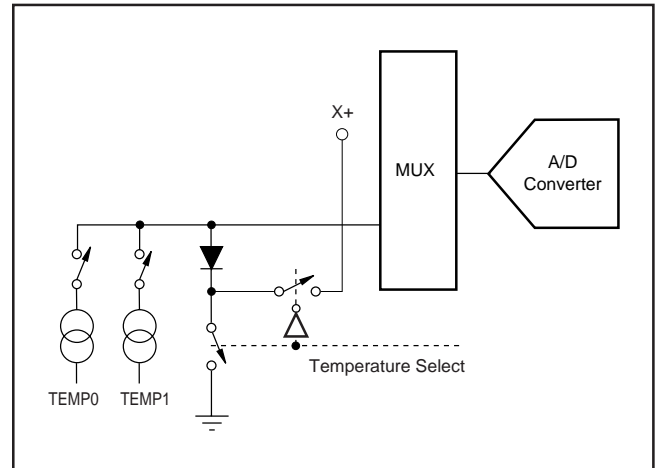 X+
MUX
A/D
Converter
Temperature Select
TEMP0 TEMP1